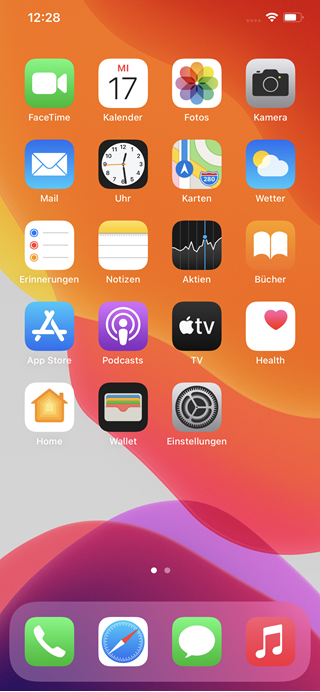 12:28
MI
17
280
FaceTime
Kalender
Fotos
Kamera
Mail
Uhr
Karten
Wetter
Erinnerungen
Notizen
Aktien
Bücher
tv
App Store
Podcasts
TV
Health
Home
Wallet
Einstellungen